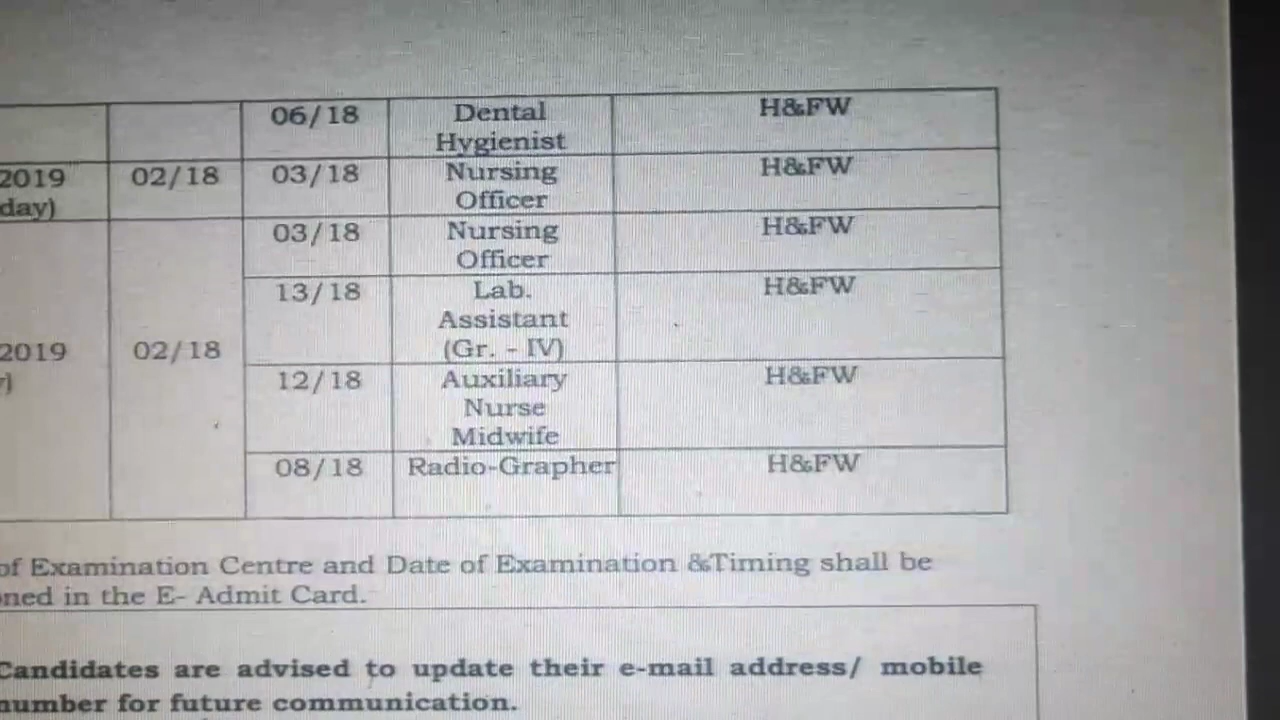 06/18 Dental Hygienist H&FW
2019 day) 02/18 03/18 Nursing Officer H&FW
03/18 Nursing Officer H&FW
13/18 Lab. Assistant (Gr. - IV) H&FW
2019 02/18
12/18 Auxiliary Nurse Midwife H&FW
08/18 Radio-Grapher H&FW
of Examination Centre and Date of Examination &Timing shall be
ned in the E- Admit Card.
Candidates are advised to update their e-mail address/ mobile
number for future communication.